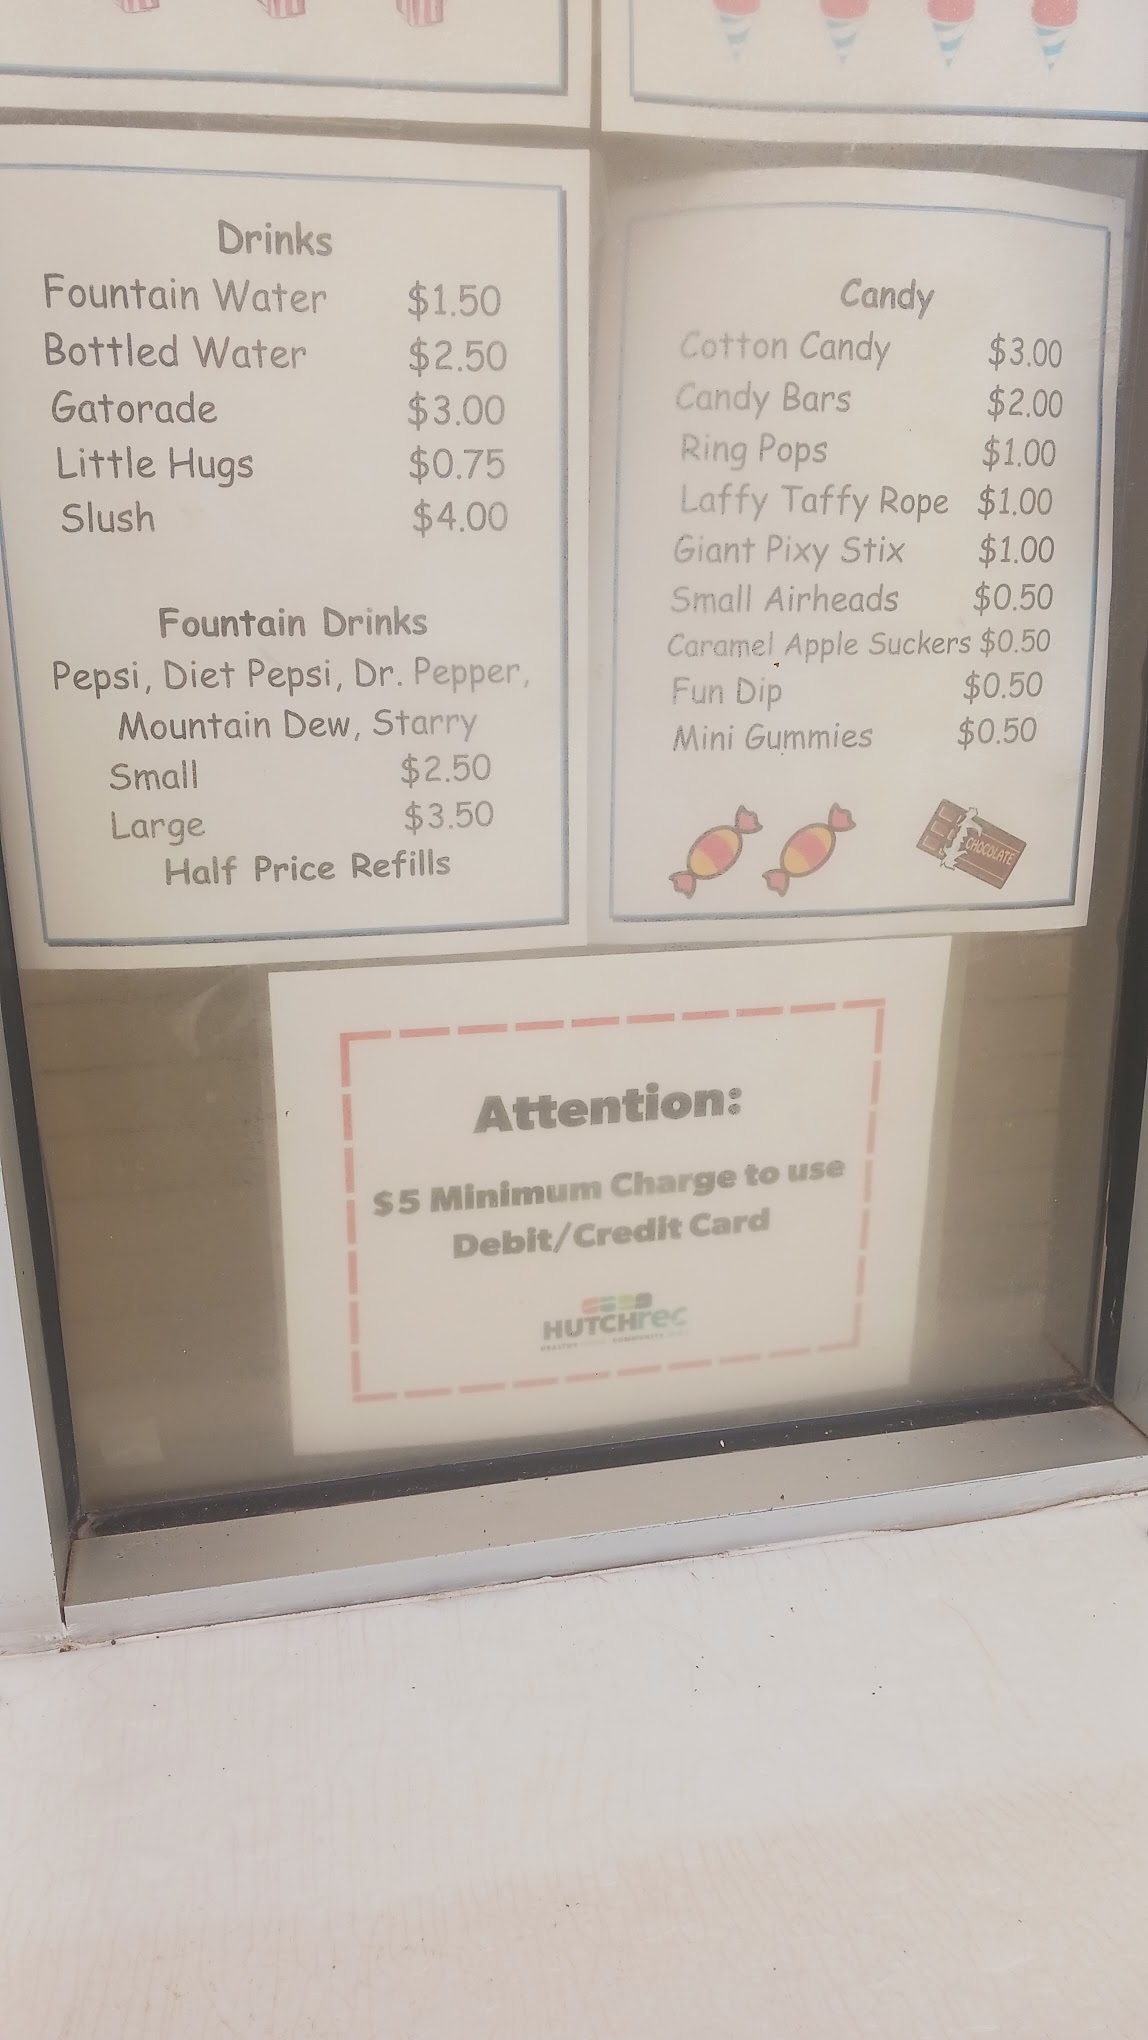 Drinks
Fountain Water $1.50
Bottled Water $2.50
Gatorade $3.00
Little Hugs $0.75
Slush $4.00
Fountain Drinks
Pepsi, Diet Pepsi, Dr. Pepper,
Mountain Dew, Starry
Small $2.50
Large $3.50
Half Price Refills
Candy
Cotton Candy $3.00
Candy Bars $2.00
Ring Pops $1.00
Laffy Taffy Rope $1.00
Giant Pixy Stix $1.00
Small Airheads $0.50
Caramel Apple Suckers $0.50
Fun Dip $0.50
Mini Gummies $0.50
CHOCOLATE
Attention:
$5 Minimum Charge to use
Debit/Credit Card
HUTCHrec
HEALTHY COMMUNITY